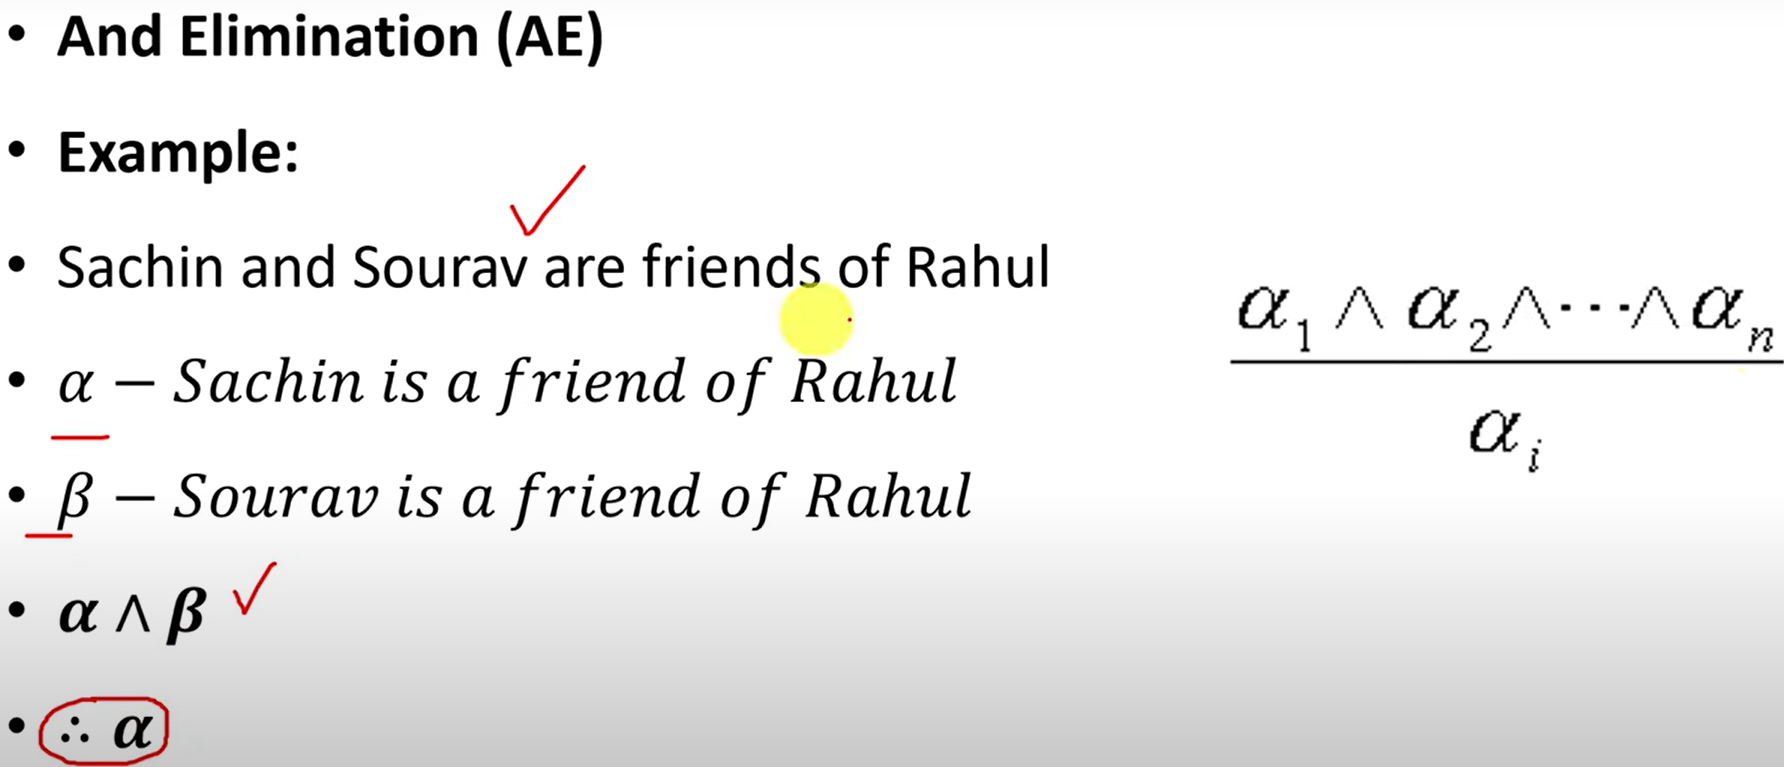 • And Elimination (AE)
• Example:
• Sachin and Sourav are friends of Rahul
• α – Sachin is a friend of Rahul
• β – Sourav is a friend of Rahul
• α ∧ β
• ∴ α
α₁ ∧ α₂ ∧ ⋯ ∧ αₙ
αᵢ